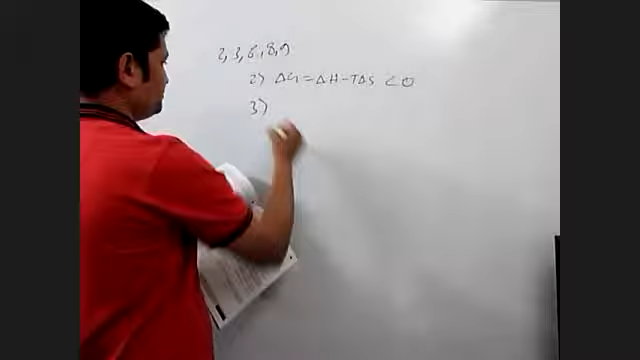 2, 3, 6, 8, 9
2) ΔG = ΔH - TΔS < 0
3)